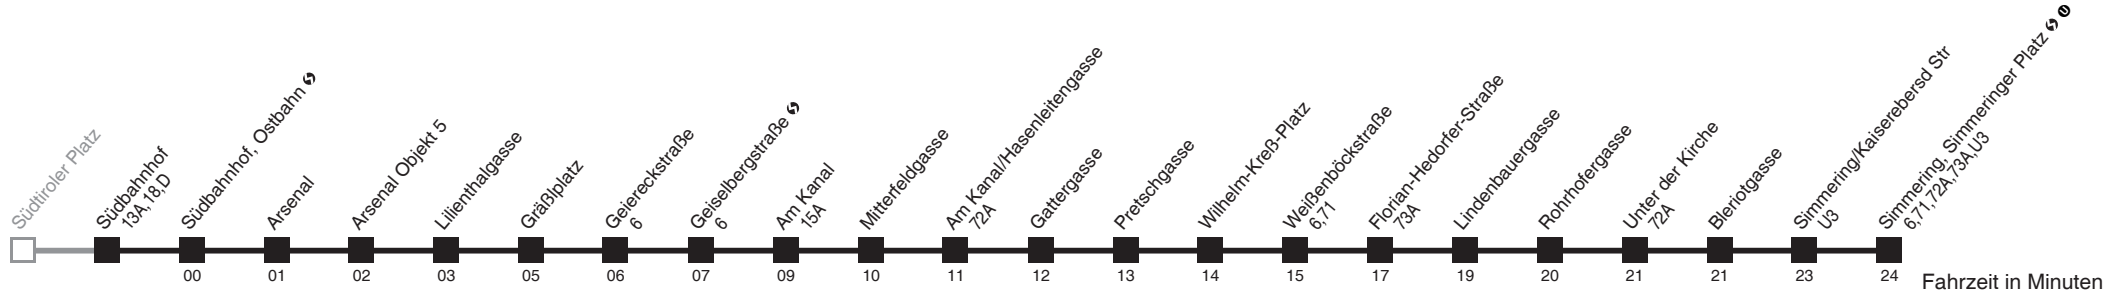 Südtiroler Platz
Südbahnhof
13A,18,D
Südbahnhof, Ostbahn
Arsenal
Arsenal Objekt 5
Lilienthalgasse
Gräßlplatz
Geiereckstraße
6
Geiselbergstraße
6
Am Kanal
15A
Mitterfeldgasse
Am Kanal/Hasenleitengasse
72A
Gattergasse
Pretschgasse
Wilhelm-Kreß-Platz
Weißenböckstraße
6,71
Florian-Hedorfer-Straße
73A
Lindenbauergasse
Rohrhofergasse
Unter der Kirche
72A
Bleriotgasse
Simmering/Kaiserebersd Str
U3
Simmering, Simmeringer Platz
6,71,72A,73A,U3
00 01 02 03 05 06 07 09 10 11 12 13 14 15 17 19 20 21 21 23 24
Fahrzeit in Minuten